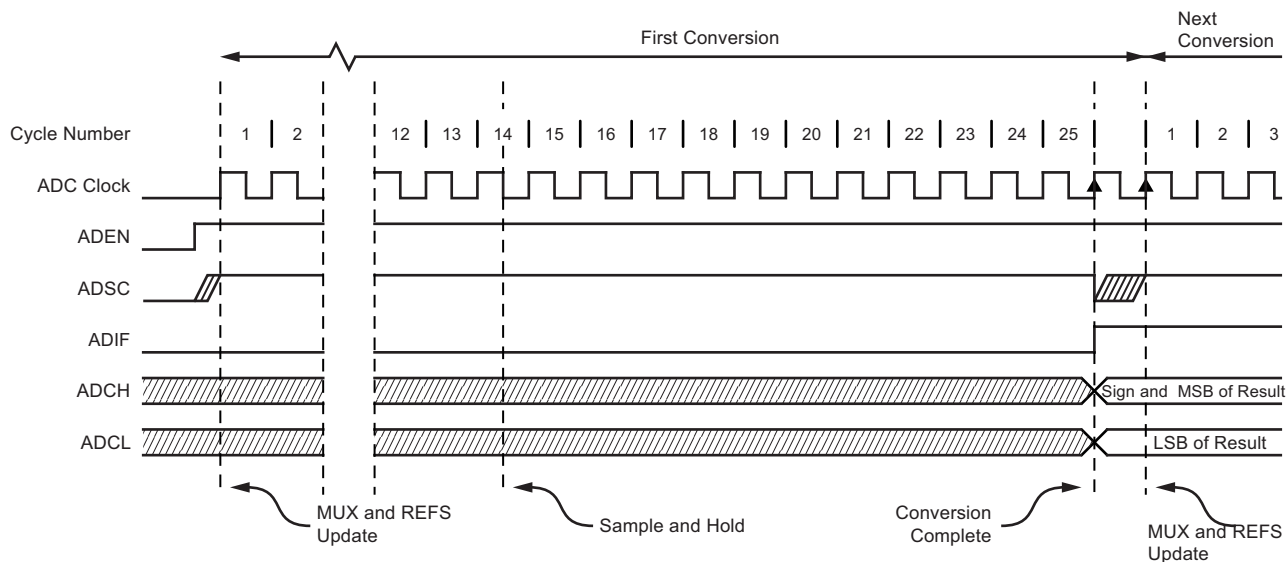 First Conversion
Next
Conversion
Cycle Number 1 2 12 13 14 15 16 17 18 19 20 21 22 23 24 25 1 2 3
ADC Clock
ADEN
ADSC
ADIF
ADCH Sign and MSB of Result
ADCL LSB of Result
MUX and REFS
Update
Sample and Hold
Conversion
Complete
MUX and REFS
Update